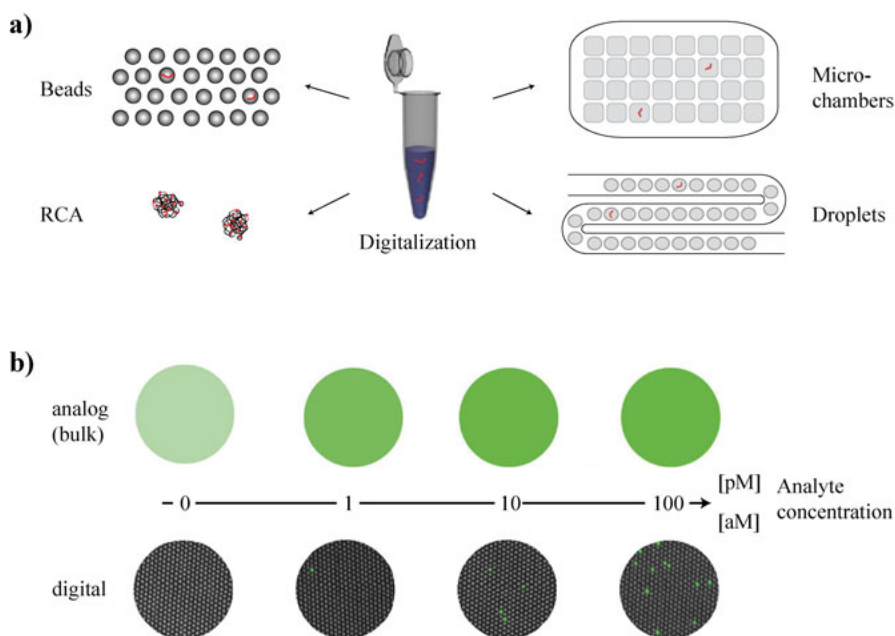 a)
Beads
Micro-
chambers
RCA
Digitalization
Droplets
b)
analog
(bulk)
0 1 10 100
[pM]
[aM]
Analyte
concentration
digital